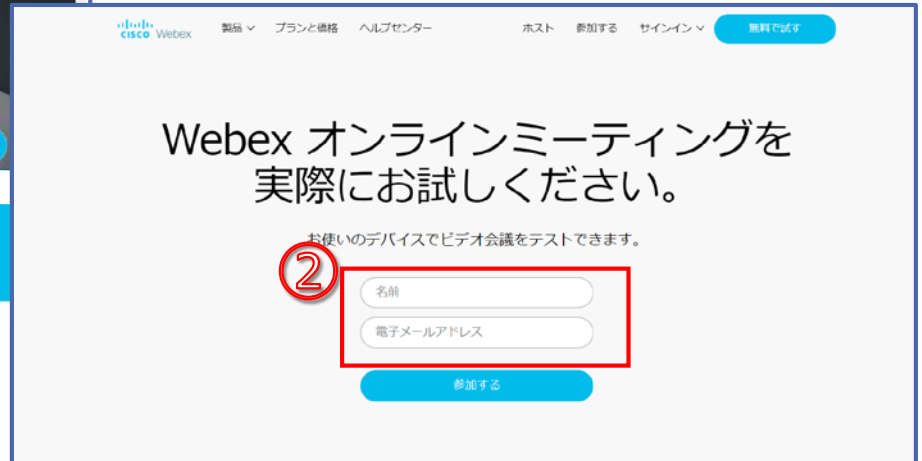 CISCO Webex 製品 プランと価格 ヘルプセンター ホスト 参加する サインイン 無料で試す
Webex オンラインミーティングを
実際にお試しください。
お使いのデバイスでビデオ会議をテストできます。
②
名前
電子メールアドレス
参加する